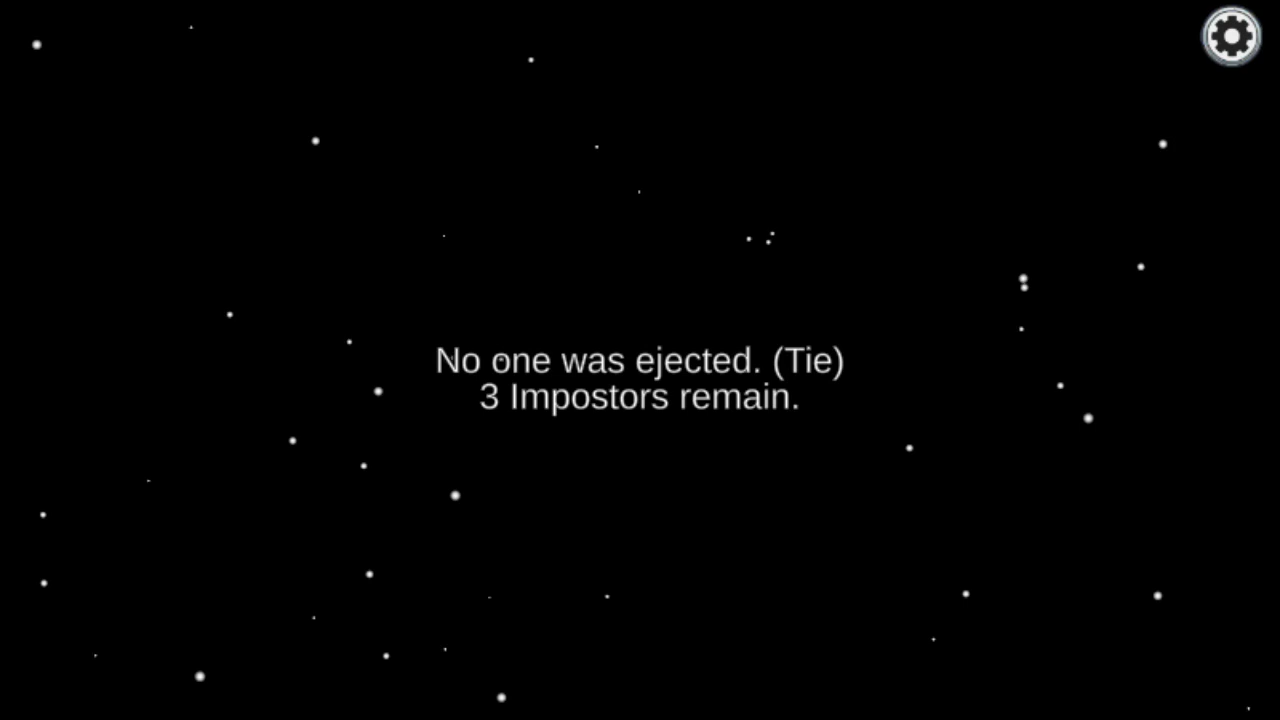 No one was ejected. (Tie)
3 Impostors remain.